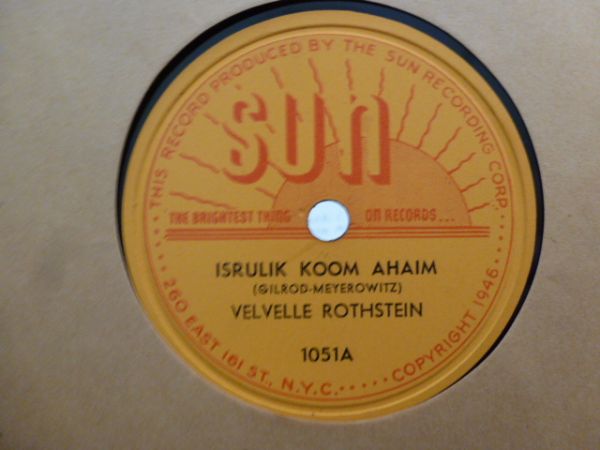 • THIS RECORD PRODUCED BY THE SUN RECORDING CORP. •
SUN
THE BRIGHTEST THING ON RECORDS...
ISRULIK KOOM AHAIM
(GILROD-MEYEROWITZ)
VELVELLE ROTHSTEIN
1051A
260 EAST 161 ST., N.Y.C. ..... COPYRIGHT 1946